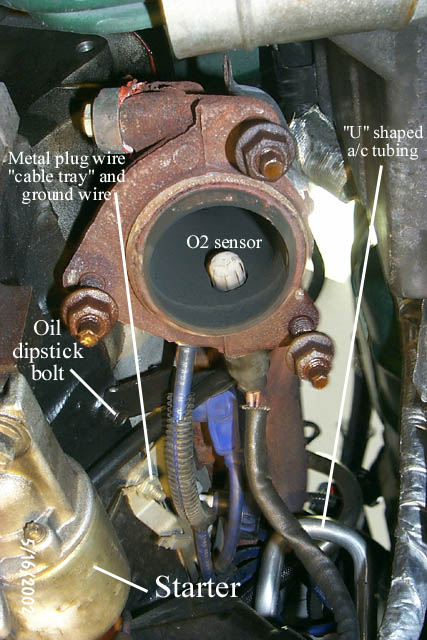 "U" shaped
a/c tubing
Metal plug wire
"cable tray" and
ground wire
O2 sensor
Oil
dipstick
bolt
Starter
5/16/2002